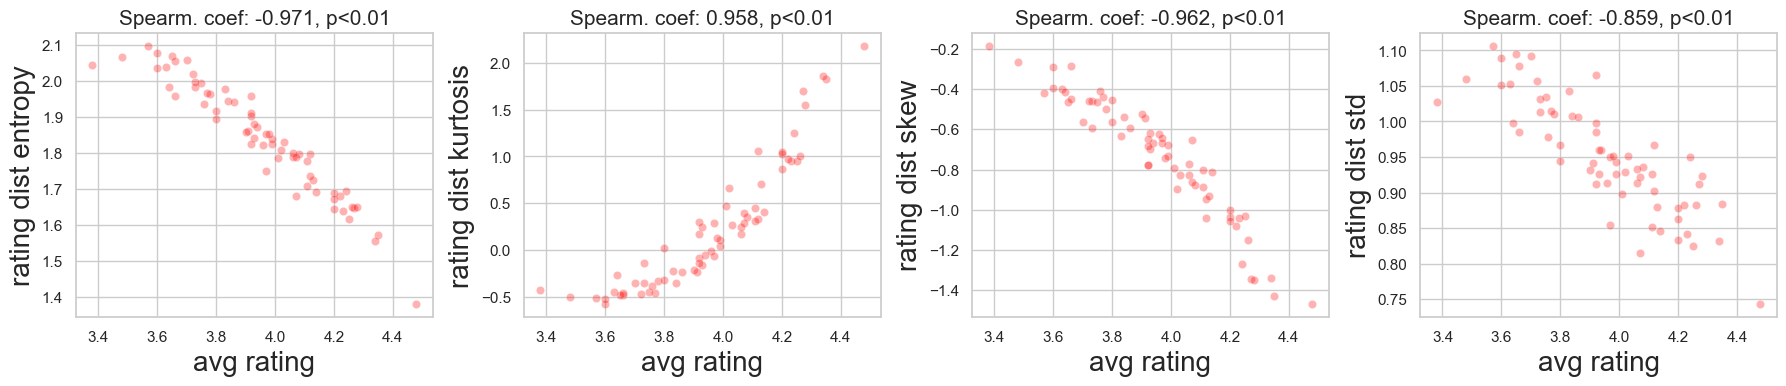 Spearm. coef: -0.971, p<0.01
rating dist entropy
2.1
2.0
1.9
1.8
1.7
1.6
1.5
1.4
3.4 3.6 3.8 4.0 4.2 4.4
avg rating
Spearm. coef: 0.958, p<0.01
rating dist kurtosis
2.0
1.5
1.0
0.5
0.0
−0.5
3.4 3.6 3.8 4.0 4.2 4.4
avg rating
Spearm. coef: -0.962, p<0.01
rating dist skew
−0.2
−0.4
−0.6
−0.8
−1.0
−1.2
−1.4
3.4 3.6 3.8 4.0 4.2 4.4
avg rating
Spearm. coef: -0.859, p<0.01
rating dist std
1.10
1.05
1.00
0.95
0.90
0.85
0.80
0.75
3.4 3.6 3.8 4.0 4.2 4.4
avg rating